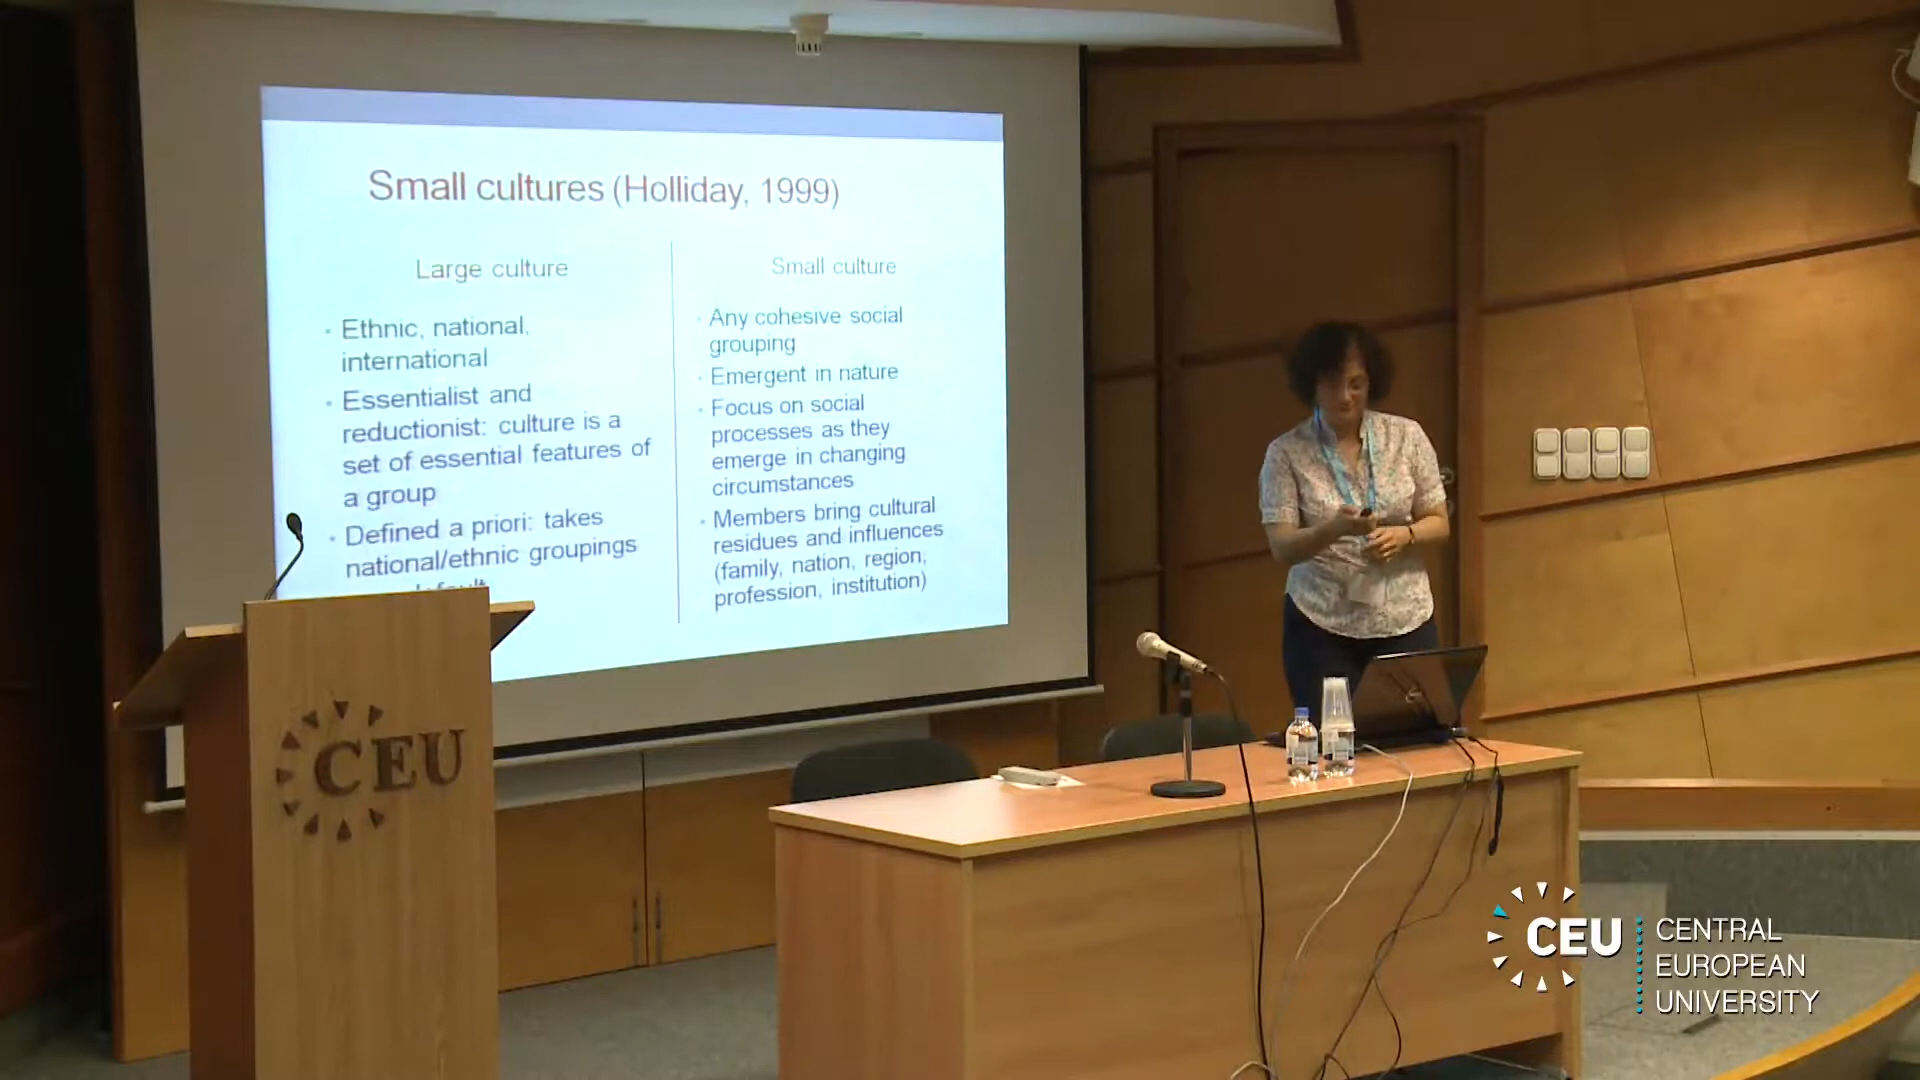 Small cultures (Holliday, 1999)
Large culture
Ethnic, national,
international
Essentialist and
reductionist: culture is a
set of essential features of
a group
Defined a priori: takes
national/ethnic groupings
default
Small culture
Any cohesive social
grouping
Emergent in nature
Focus on social
processes as they
emerge in changing
circumstances
Members bring cultural
residues and influences
(family, nation, region,
profession, institution)
CEU
CEU
CENTRAL
EUROPEAN
UNIVERSITY